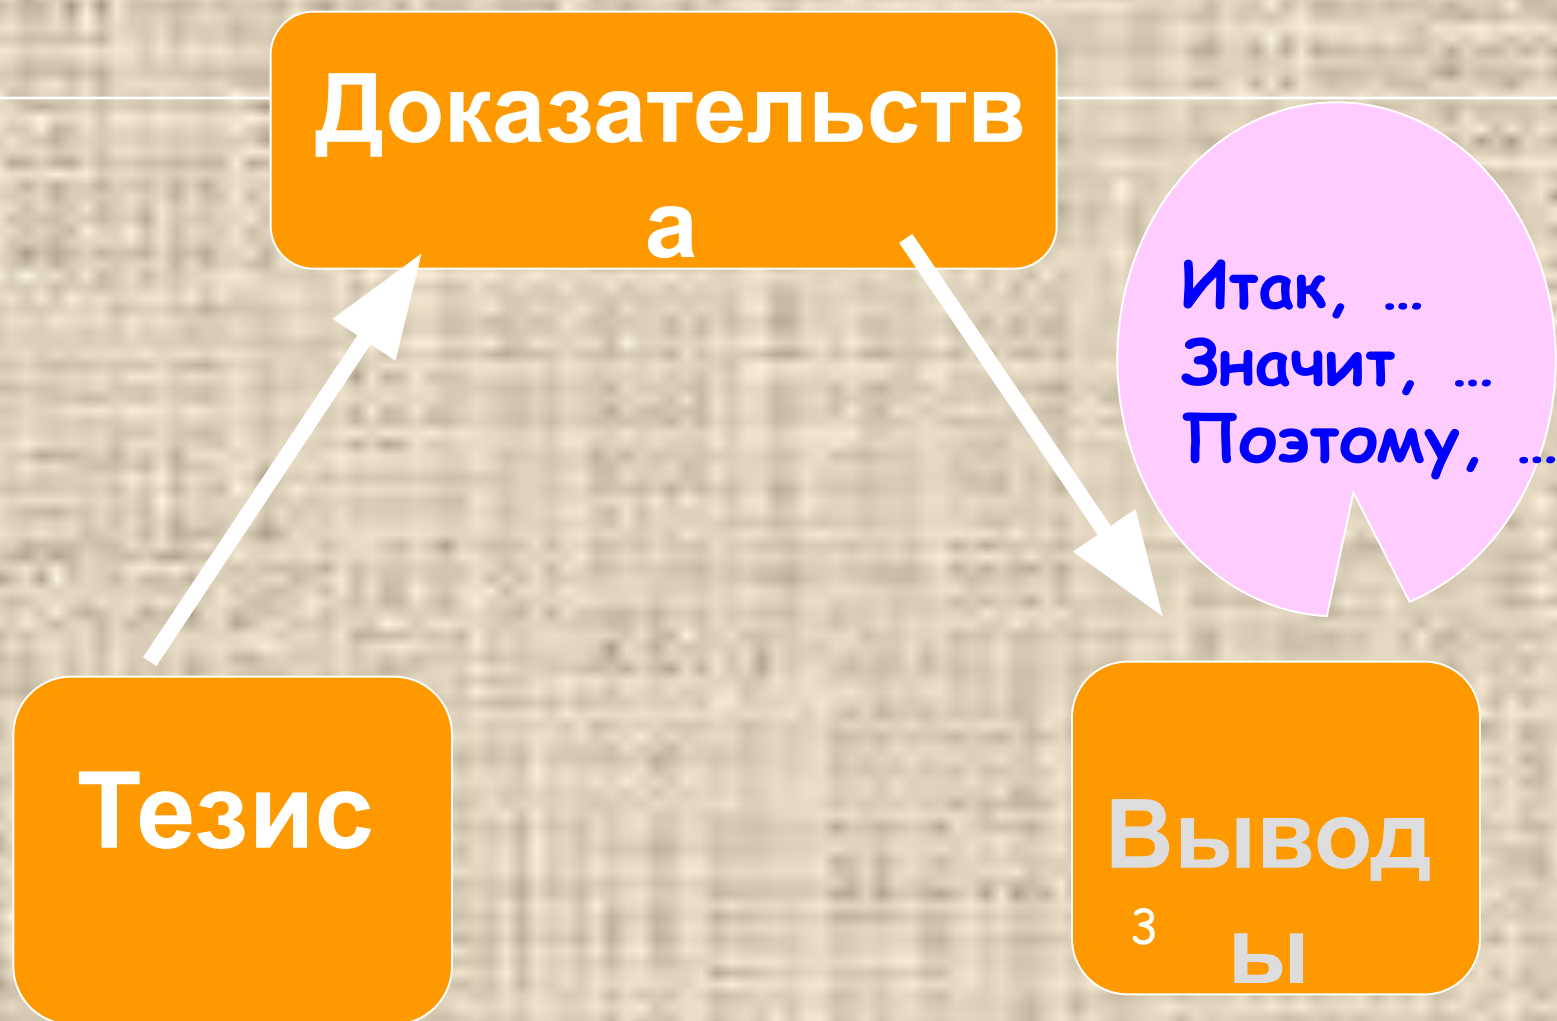 Доказательств
а
Итак, ...
Значит, ...
Поэтому, ...
Тезис
Вывод
ы
3